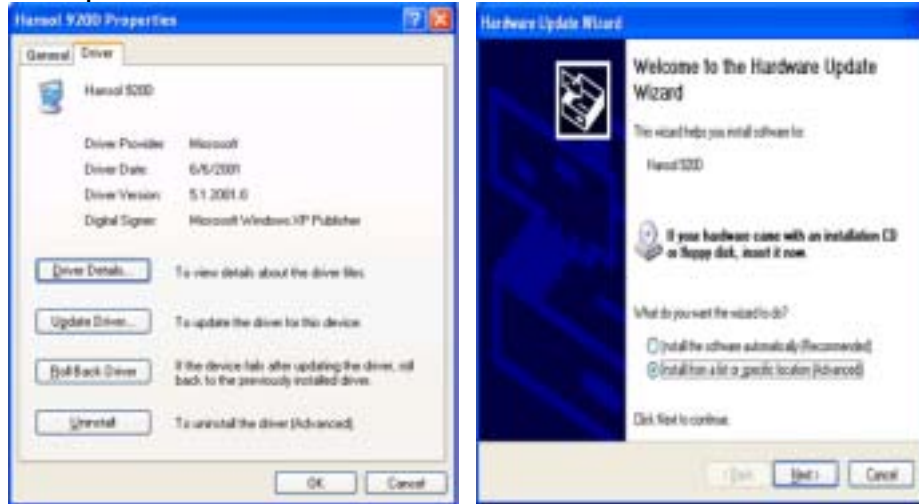 Hansol 9200 Properties
General Driver
Hansol 9200
Driver Provider: Microsoft
Driver Date: 6/6/2001
Driver Version: 5.1.2001.0
Digital Signer: Microsoft Windows XP Publisher
Driver Details... To view details about the driver files.
Update Driver... To update the driver for this device.
Roll Back Driver If the device fails after updating the driver, roll
back to the previously installed driver.
Uninstall To uninstall the driver (Advanced).
OK Cancel
Hardware Update Wizard
Welcome to the Hardware Update
Wizard
This wizard helps you install software for:
Hansol 9200
If your hardware came with an installation CD
or floppy disk, insert it now.
What do you want the wizard to do?
Install the software automatically (Recommended)
Install from a list or specific location (Advanced)
Click Next to continue.
< Back Next > Cancel